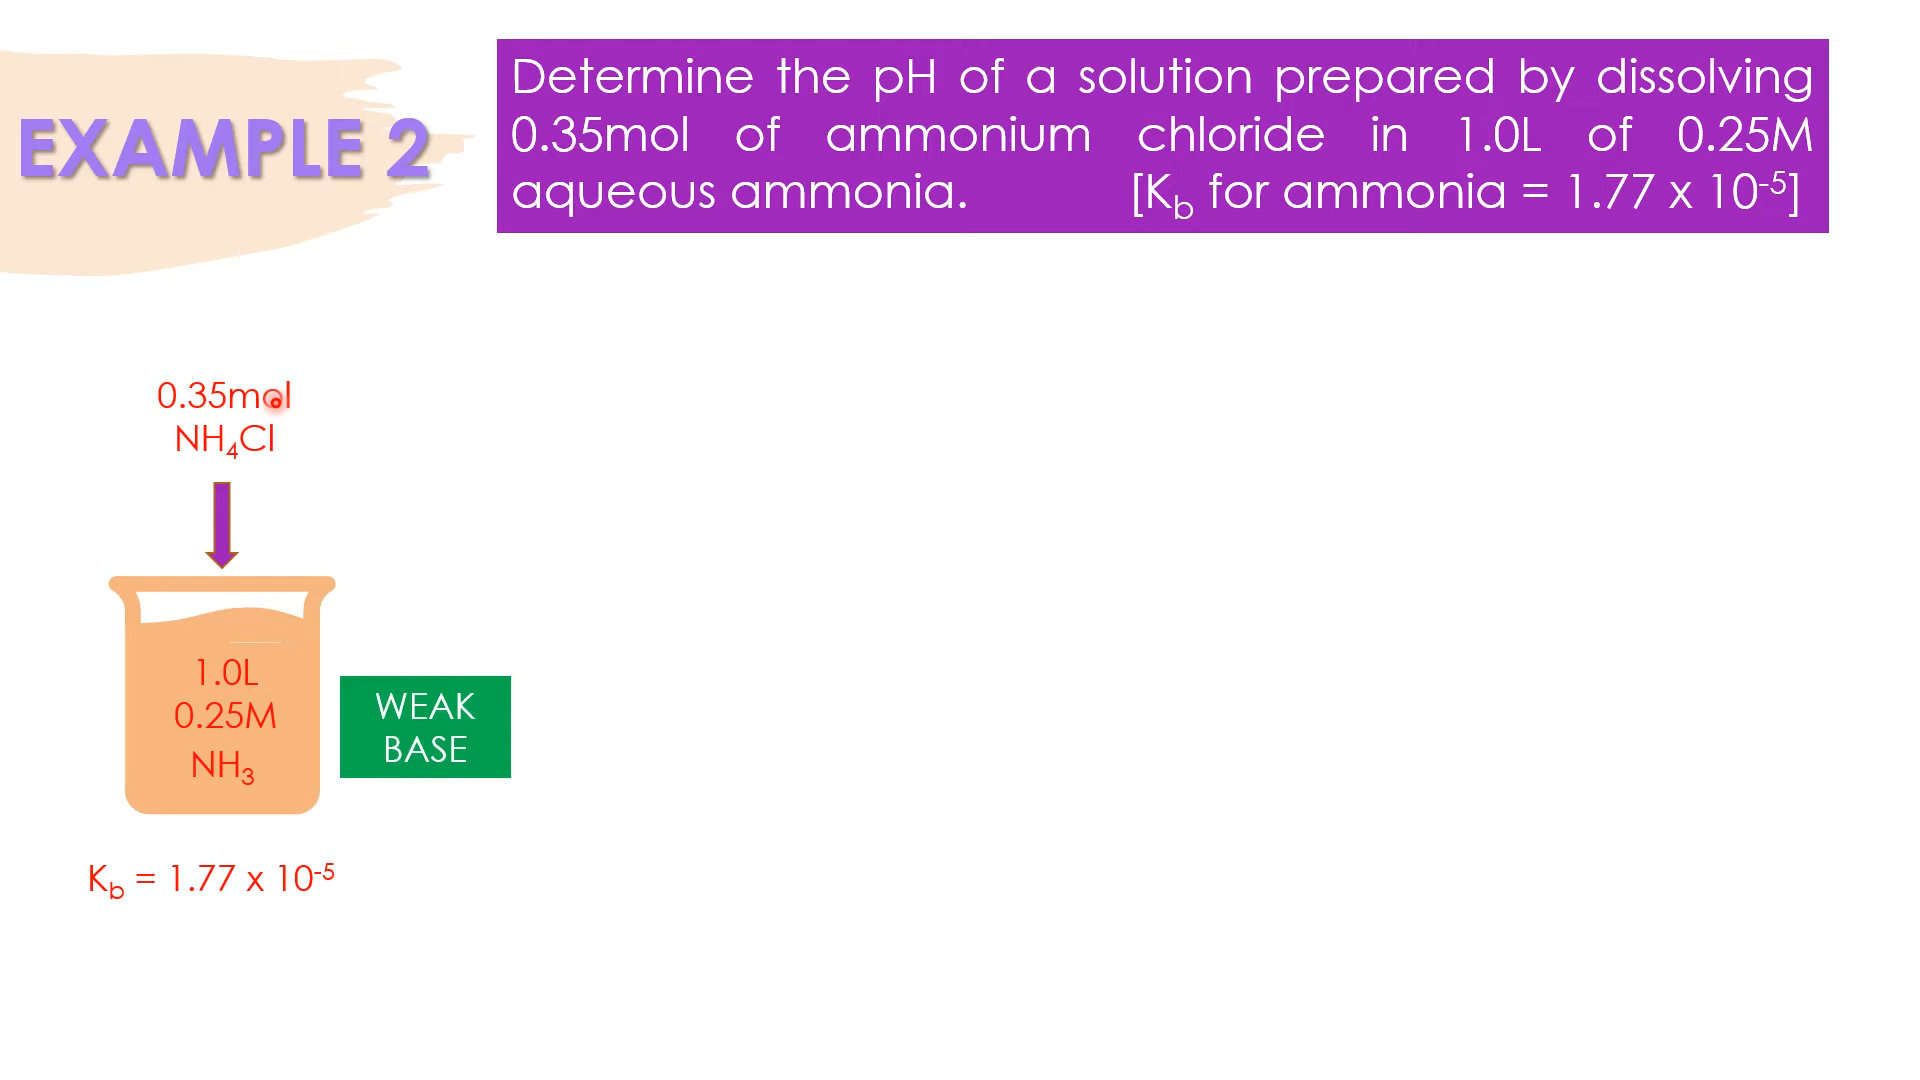 EXAMPLE 2
Determine the pH of a solution prepared by dissolving
0.35mol of ammonium chloride in 1.0L of 0.25M
aqueous ammonia. [K_b for ammonia = 1.77 x 10^-5]
0.35mol
NH₄Cl
1.0L
0.25M
NH₃
WEAK
BASE
K_b = 1.77 x 10^-5